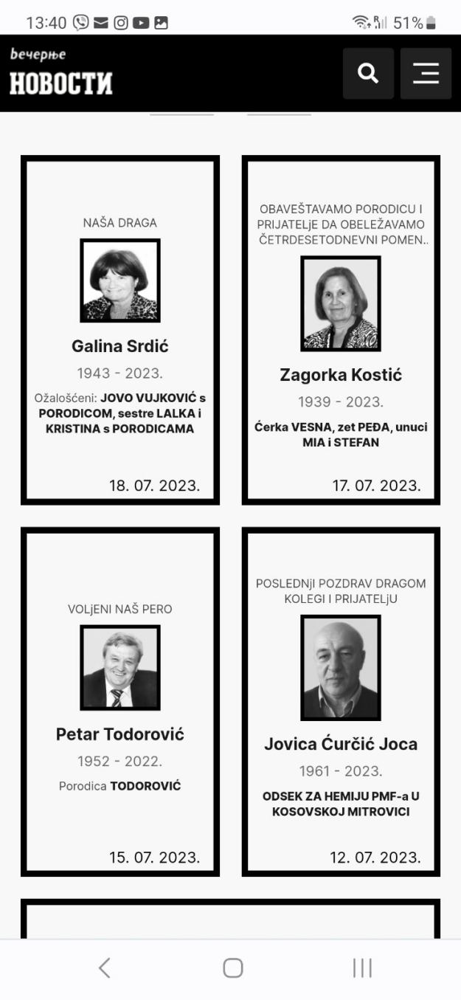 13:40
51%
Вечерње
НОВОСТИ
NAŠA DRAGA
Galina Srdić
1943 - 2023.
Ožalošćeni: JOVO VUJKOVIĆ s
PORODICOM, sestre LALKA i
KRISTINA s PORODICAMA
18. 07. 2023.
OBAVEŠTAVAMO PORODICU I
PRIJATELjE DA OBELEŽAVAMO
ČETRDESETODNEVNI POMEN..
Zagorka Kostić
1939 - 2023.
Ćerka VESNA, zet PEĐA, unuci
MIA i STEFAN
17. 07. 2023.
VOLjENI NAŠ PERO
Petar Todorović
1952 - 2022.
Porodica TODOROVIĆ
15. 07. 2023.
POSLEDNjI POZDRAV DRAGOM
KOLEGI I PRIJATELjU
Jovica Ćurčić Joca
1961 - 2023.
ODSEK ZA HEMIJU PMF-a U
KOSOVSKOJ MITROVICI
12. 07. 2023.